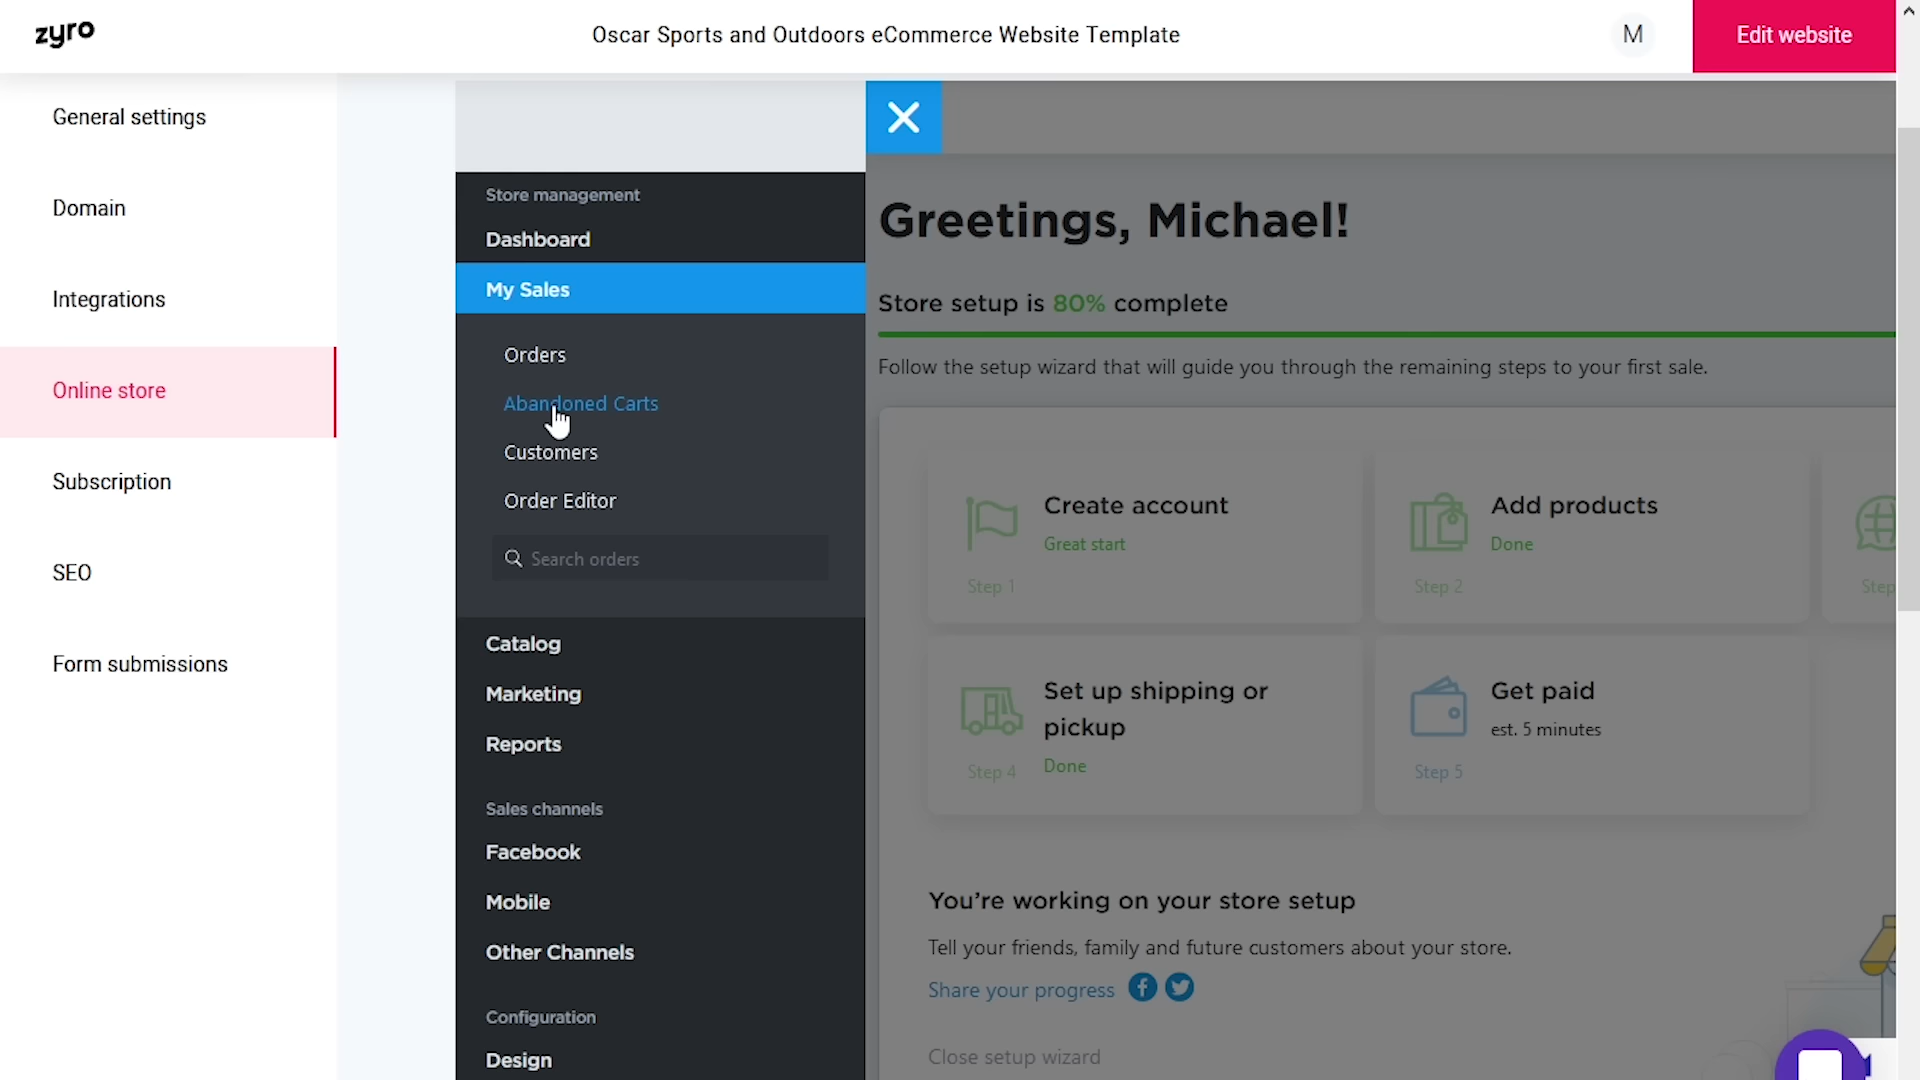 zyro
Oscar Sports and Outdoors eCommerce Website Template
M
Edit website
General settings
Domain
Integrations
Online store
Subscription
SEO
Form submissions
Store management
Dashboard
My Sales
Orders
Abandoned Carts
Customers
Order Editor
Search orders
Catalog
Marketing
Reports
Sales channels
Facebook
Mobile
Other Channels
Configuration
Design
Greetings, Michael!
Store setup is 80% complete
Follow the setup wizard that will guide you through the remaining steps to your first sale.
Create account
Great start
Step 1
Add products
Done
Step 2
Step
Set up shipping or
pickup
Done
Step 4
Get paid
est. 5 minutes
Step 5
You're working on your store setup
Tell your friends, family and future customers about your store.
Share your progress
Close setup wizard